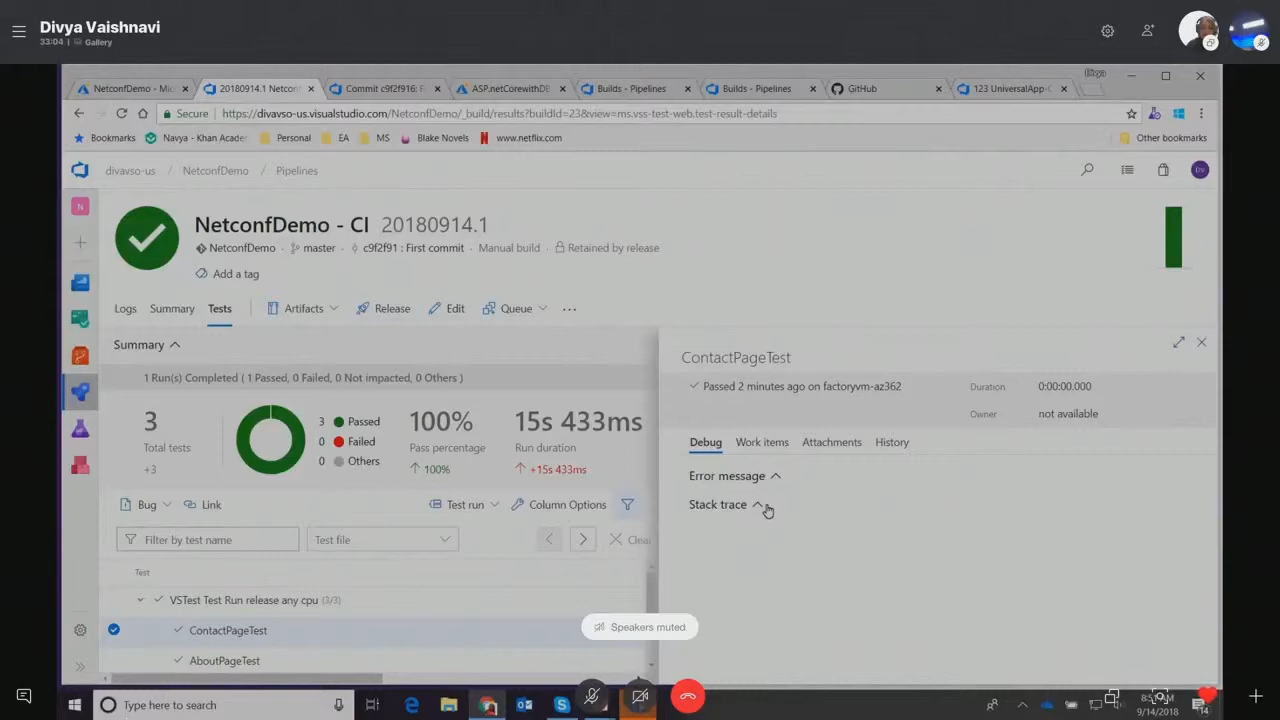 Divya Vaishnavi
33:04 | Gallery
Divya
NetconfDemo - Mic
20180914.1 Netcon
Commit c9f2f916: F
ASP.netCorewithDB
Builds - Pipelines
Builds - Pipelines
GitHub
123 UniversalApp-C
Secure
https://divavso-us.visualstudio.com/NetconfDemo/_build/results?buildId=23&view=ms.vss-test-web.test-result-details
Bookmarks
Navya - Khan Acade
Personal
EA
MS
Blake Novels
www.netflix.com
Other bookmarks
divavso-us / NetconfDemo / Pipelines
DV
N
NetconfDemo - CI 20180914.1
NetconfDemo master c9f2f91 : First commit Manual build Retained by release
Add a tag
Logs Summary Tests Artifacts Release Edit Queue ...
Summary
1 Run(s) Completed ( 1 Passed, 0 Failed, 0 Not impacted, 0 Others )
3
Total tests
+3
3 Passed
0 Failed
0 Others
100%
Pass percentage
100%
15s 433ms
Run duration
+15s 433ms
Bug Link Test run Column Options
Filter by test name
Test file
Clea
Test
VSTest Test Run release any cpu (3/3)
ContactPageTest
AboutPageTest
ContactPageTest
Passed 2 minutes ago on factoryvm-az362
Duration 0:00:00.000
Owner not available
Debug Work items Attachments History
Error message
Stack trace
Speakers muted
Type here to search
9/14/2018
14